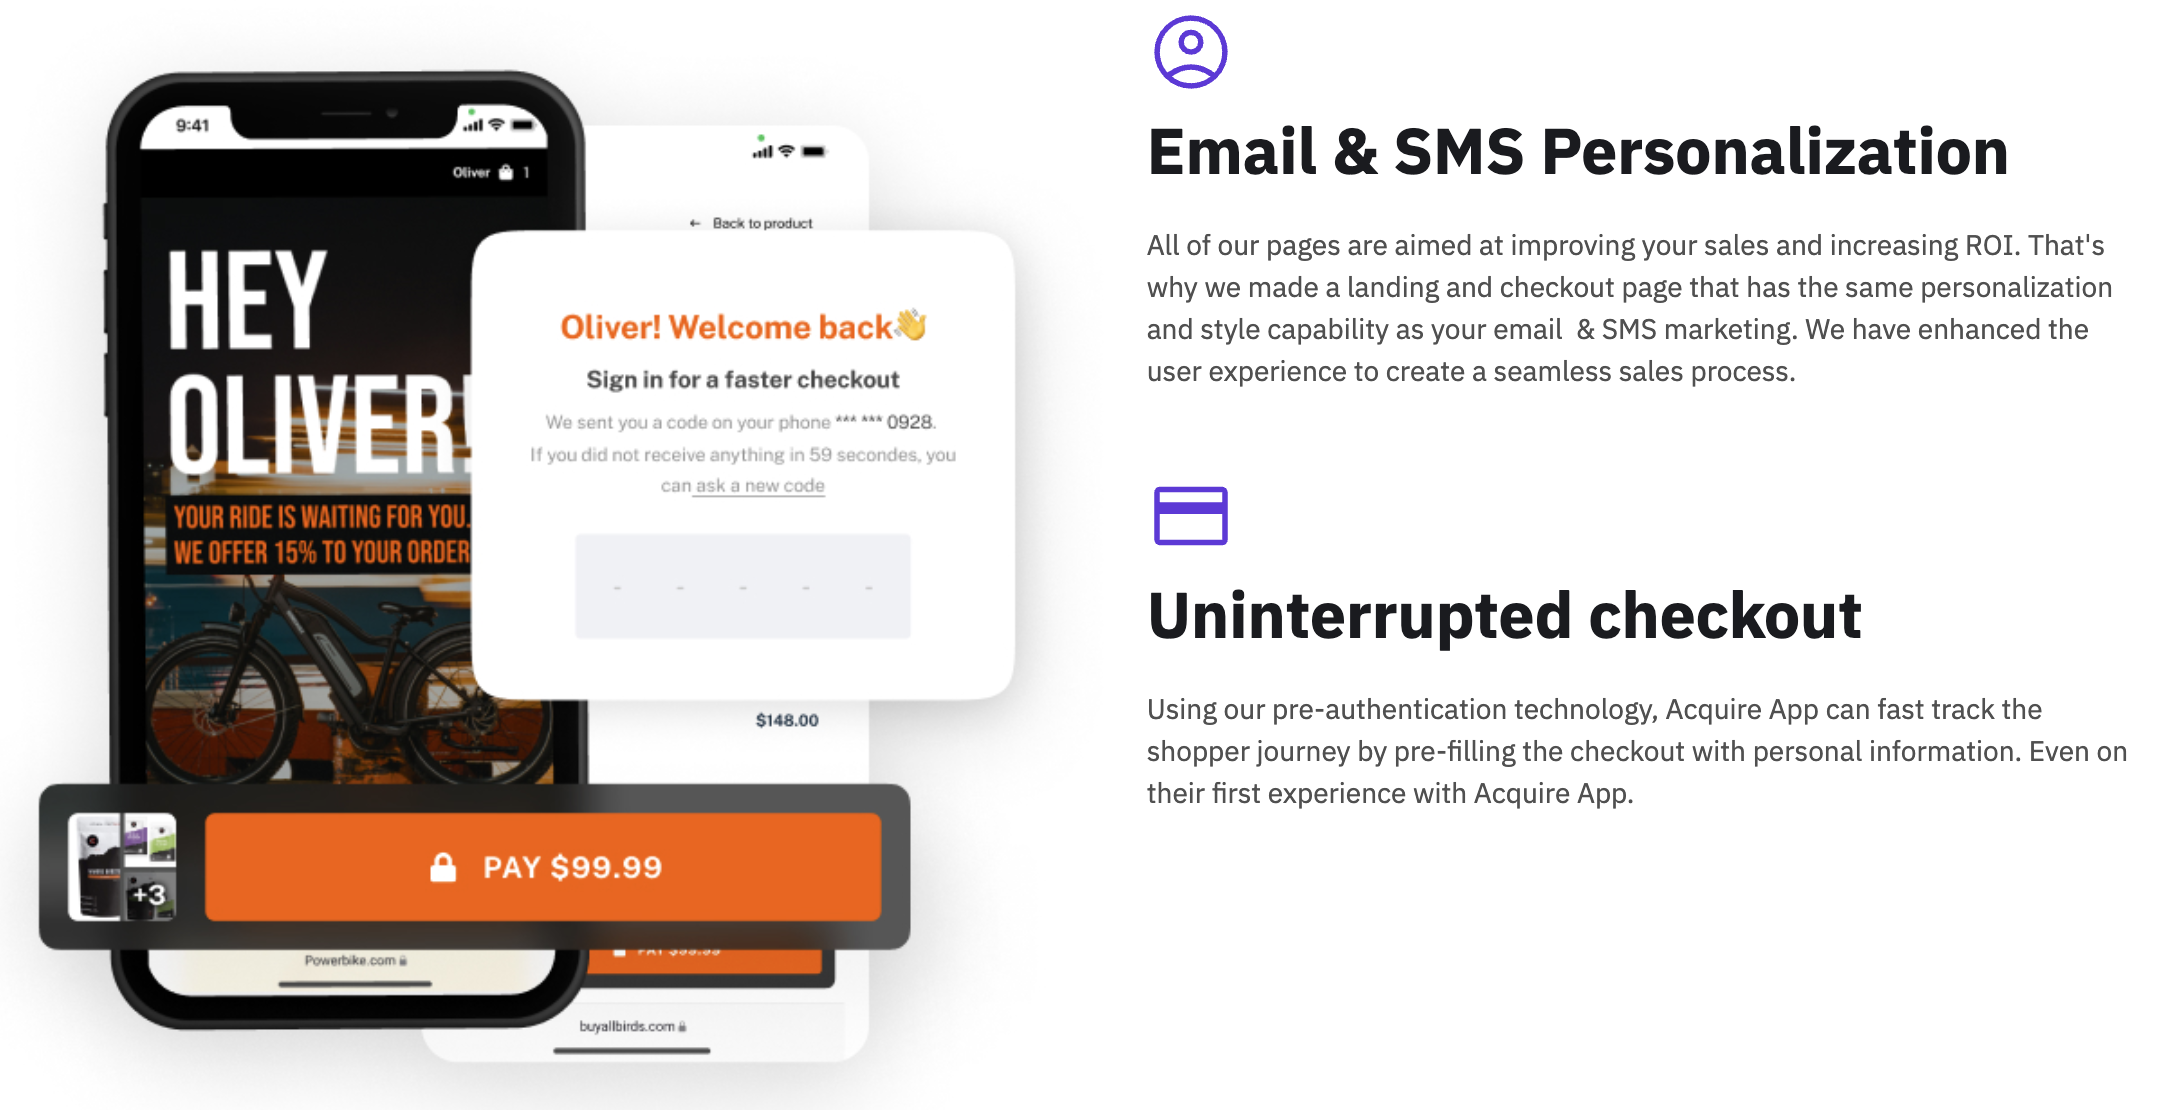 9:41
Oliver 1
HEY
OLIVER!
YOUR RIDE IS WAITING FOR YOU.
WE OFFER 15% TO YOUR ORDER
← Back to product
Oliver! Welcome back👋
Sign in for a faster checkout
We sent you a code on your phone *** *** 0928.
If you did not receive anything in 59 secondes, you
can ask a new code
- - - - -
$148.00
+3
PAY $99.99
PAY $99.99
Powerbike.com
buyallbirds.com
Email & SMS Personalization
All of our pages are aimed at improving your sales and increasing ROI. That's
why we made a landing and checkout page that has the same personalization
and style capability as your email  & SMS marketing. We have enhanced the
user experience to create a seamless sales process.
Uninterrupted checkout
Using our pre-authentication technology, Acquire App can fast track the
shopper journey by pre-filling the checkout with personal information. Even on
their first experience with Acquire App.